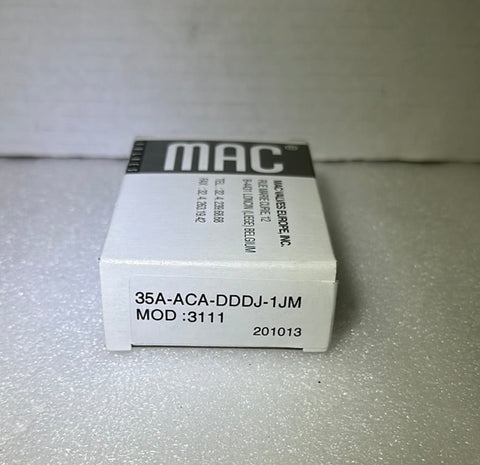 MAC®
VALVES
MAC VALVES EUROPE, INC.
RUE MARIE CURIE, 12
B-4431 LONCIN (LIEGE) BELGIUM
TEL : 32. 4. 239.68.68
FAX : 32. 4. 263.19.42
35A-ACA-DDDJ-1JM
MOD :3111
201013